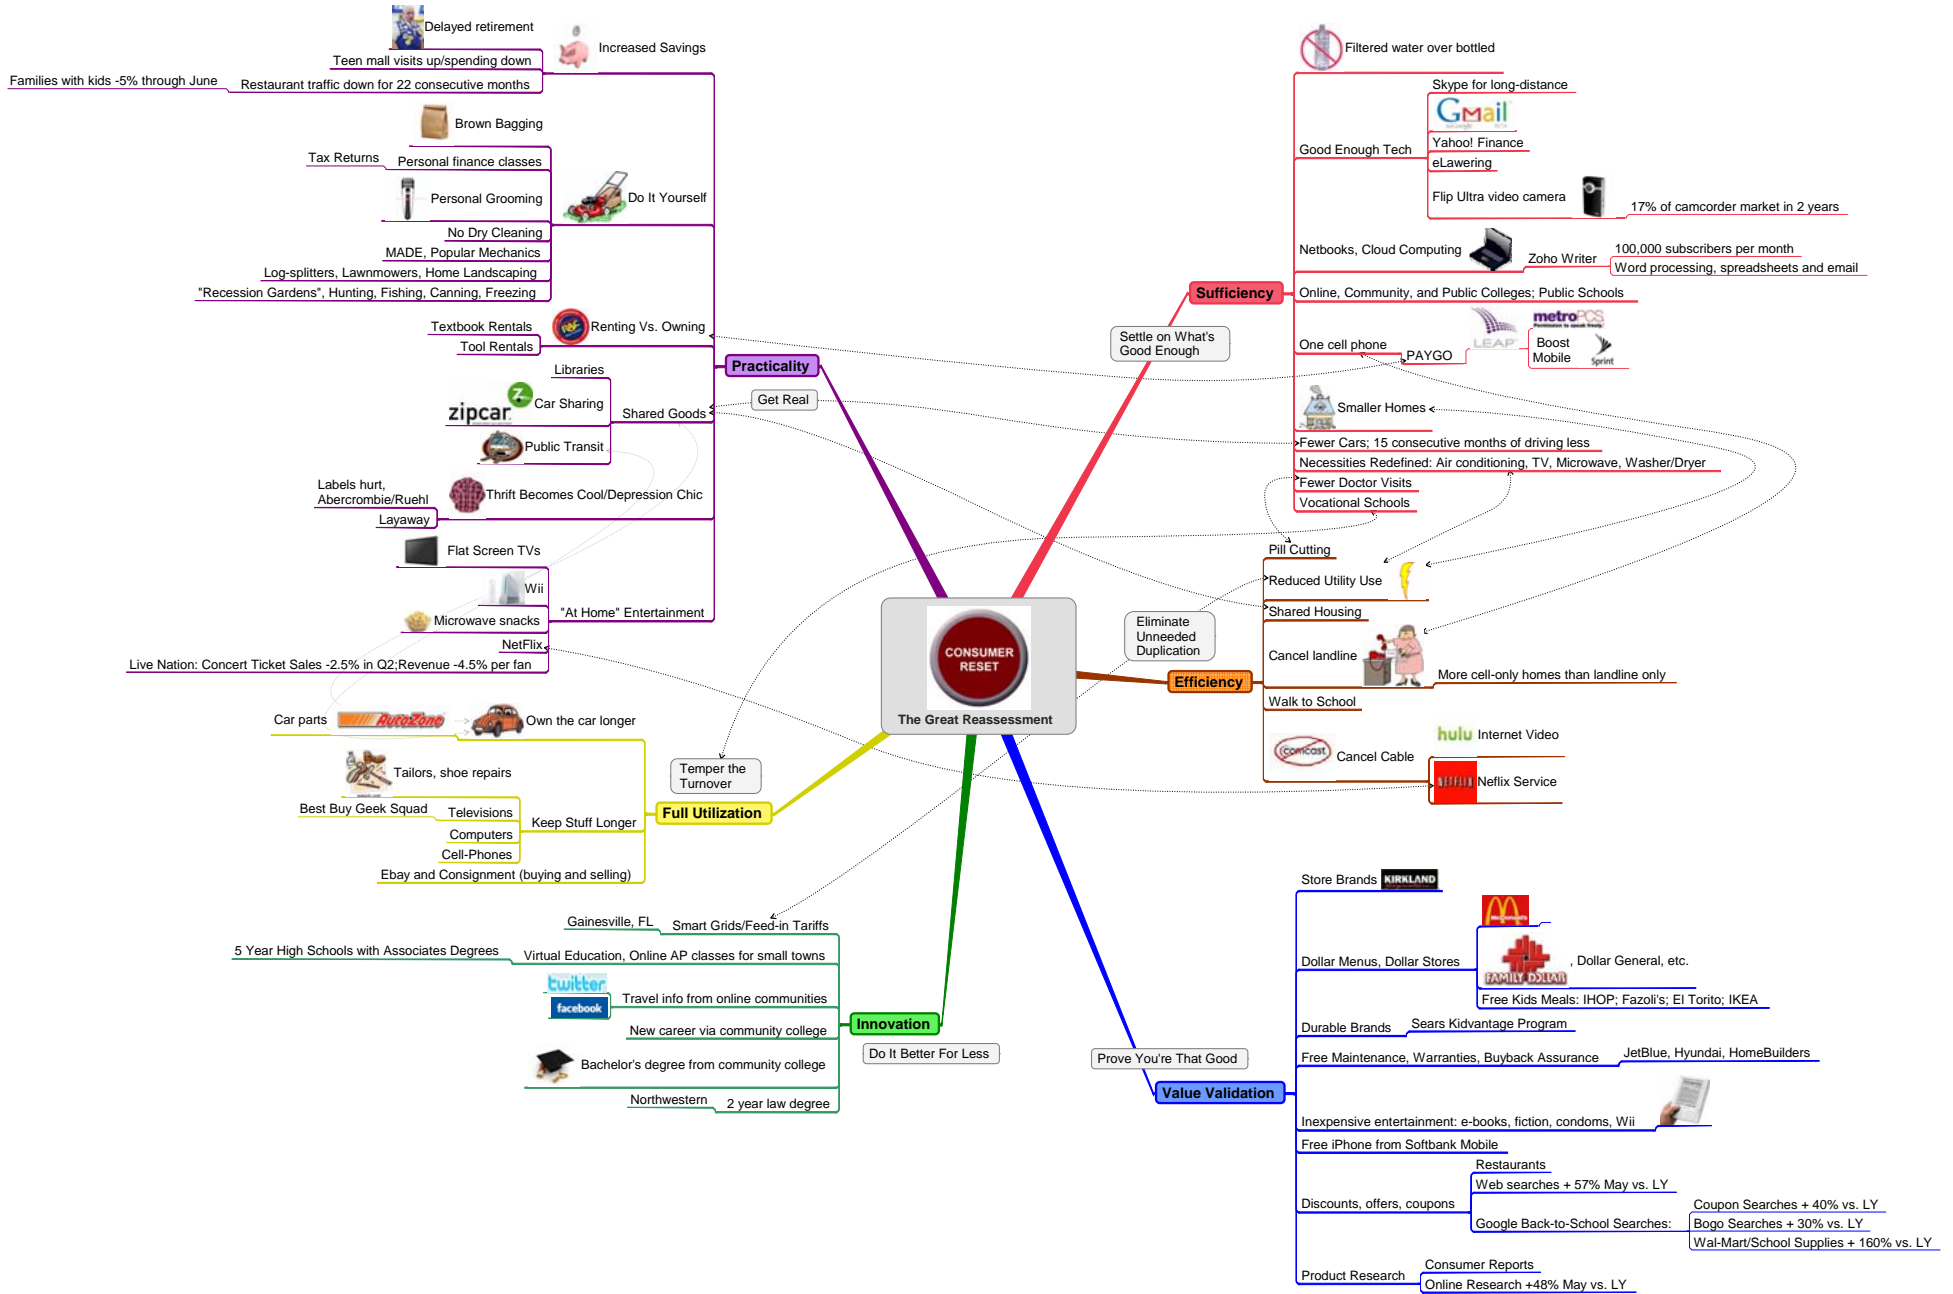 CONSUMER
RESET
The Great Reassessment
Practicality
Get Real
Increased Savings
Delayed retirement
Teen mall visits up/spending down
Restaurant traffic down for 22 consecutive months
Families with kids -5% through June
Do It Yourself
Brown Bagging
Personal finance classes
Tax Returns
Personal Grooming
No Dry Cleaning
MADE, Popular Mechanics
Log-splitters, Lawnmowers, Home Landscaping
"Recession Gardens", Hunting, Fishing, Canning, Freezing
Renting Vs. Owning
Textbook Rentals
Tool Rentals
Shared Goods
Libraries
zipcar
Car Sharing
Public Transit
Thrift Becomes Cool/Depression Chic
Labels hurt,
Abercrombie/Ruehl
Layaway
"At Home" Entertainment
Flat Screen TVs
Wii
Microwave snacks
NetFlix
Live Nation: Concert Ticket Sales -2.5% in Q2;Revenue -4.5% per fan
Sufficiency
Settle on What's
Good Enough
Filtered water over bottled
Good Enough Tech
Skype for long-distance
Gmail
Yahoo! Finance
eLawering
Flip Ultra video camera
17% of camcorder market in 2 years
Netbooks, Cloud Computing
Zoho Writer
100,000 subscribers per month
Word processing, spreadsheets and email
Online, Community, and Public Colleges; Public Schools
One cell phone
PAYGO
LEAP
metroPCS
Permission to speak freely.
Boost
Mobile
Sprint
Smaller Homes
Fewer Cars; 15 consecutive months of driving less
Necessities Redefined: Air conditioning, TV, Microwave, Washer/Dryer
Fewer Doctor Visits
Vocational Schools
Efficiency
Eliminate
Unneeded
Duplication
Pill Cutting
Reduced Utility Use
Shared Housing
Cancel landline
More cell-only homes than landline only
Walk to School
comcast
Cancel Cable
hulu
Internet Video
NETFLIX
Neflix Service
Full Utilization
Temper the
Turnover
Own the car longer
Car parts
AutoZone
Keep Stuff Longer
Tailors, shoe repairs
Televisions
Best Buy Geek Squad
Computers
Cell-Phones
Ebay and Consignment (buying and selling)
Innovation
Do It Better For Less
Smart Grids/Feed-in Tariffs
Gainesville, FL
Virtual Education, Online AP classes for small towns
5 Year High Schools with Associates Degrees
Travel info from online communities
twitter
facebook
New career via community college
Bachelor's degree from community college
2 year law degree
Northwestern
Value Validation
Prove You're That Good
Store Brands
KIRKLAND
Dollar Menus, Dollar Stores
McDonald's
FAMILY DOLLAR
, Dollar General, etc.
Free Kids Meals: IHOP; Fazoli's; El Torito; IKEA
Durable Brands
Sears Kidvantage Program
Free Maintenance, Warranties, Buyback Assurance
JetBlue, Hyundai, HomeBuilders
Inexpensive entertainment: e-books, fiction, condoms, Wii
Free iPhone from Softbank Mobile
Discounts, offers, coupons
Restaurants
Web searches + 57% May vs. LY
Google Back-to-School Searches:
Coupon Searches + 40% vs. LY
Bogo Searches + 30% vs. LY
Wal-Mart/School Supplies + 160% vs. LY
Product Research
Consumer Reports
Online Research +48% May vs. LY